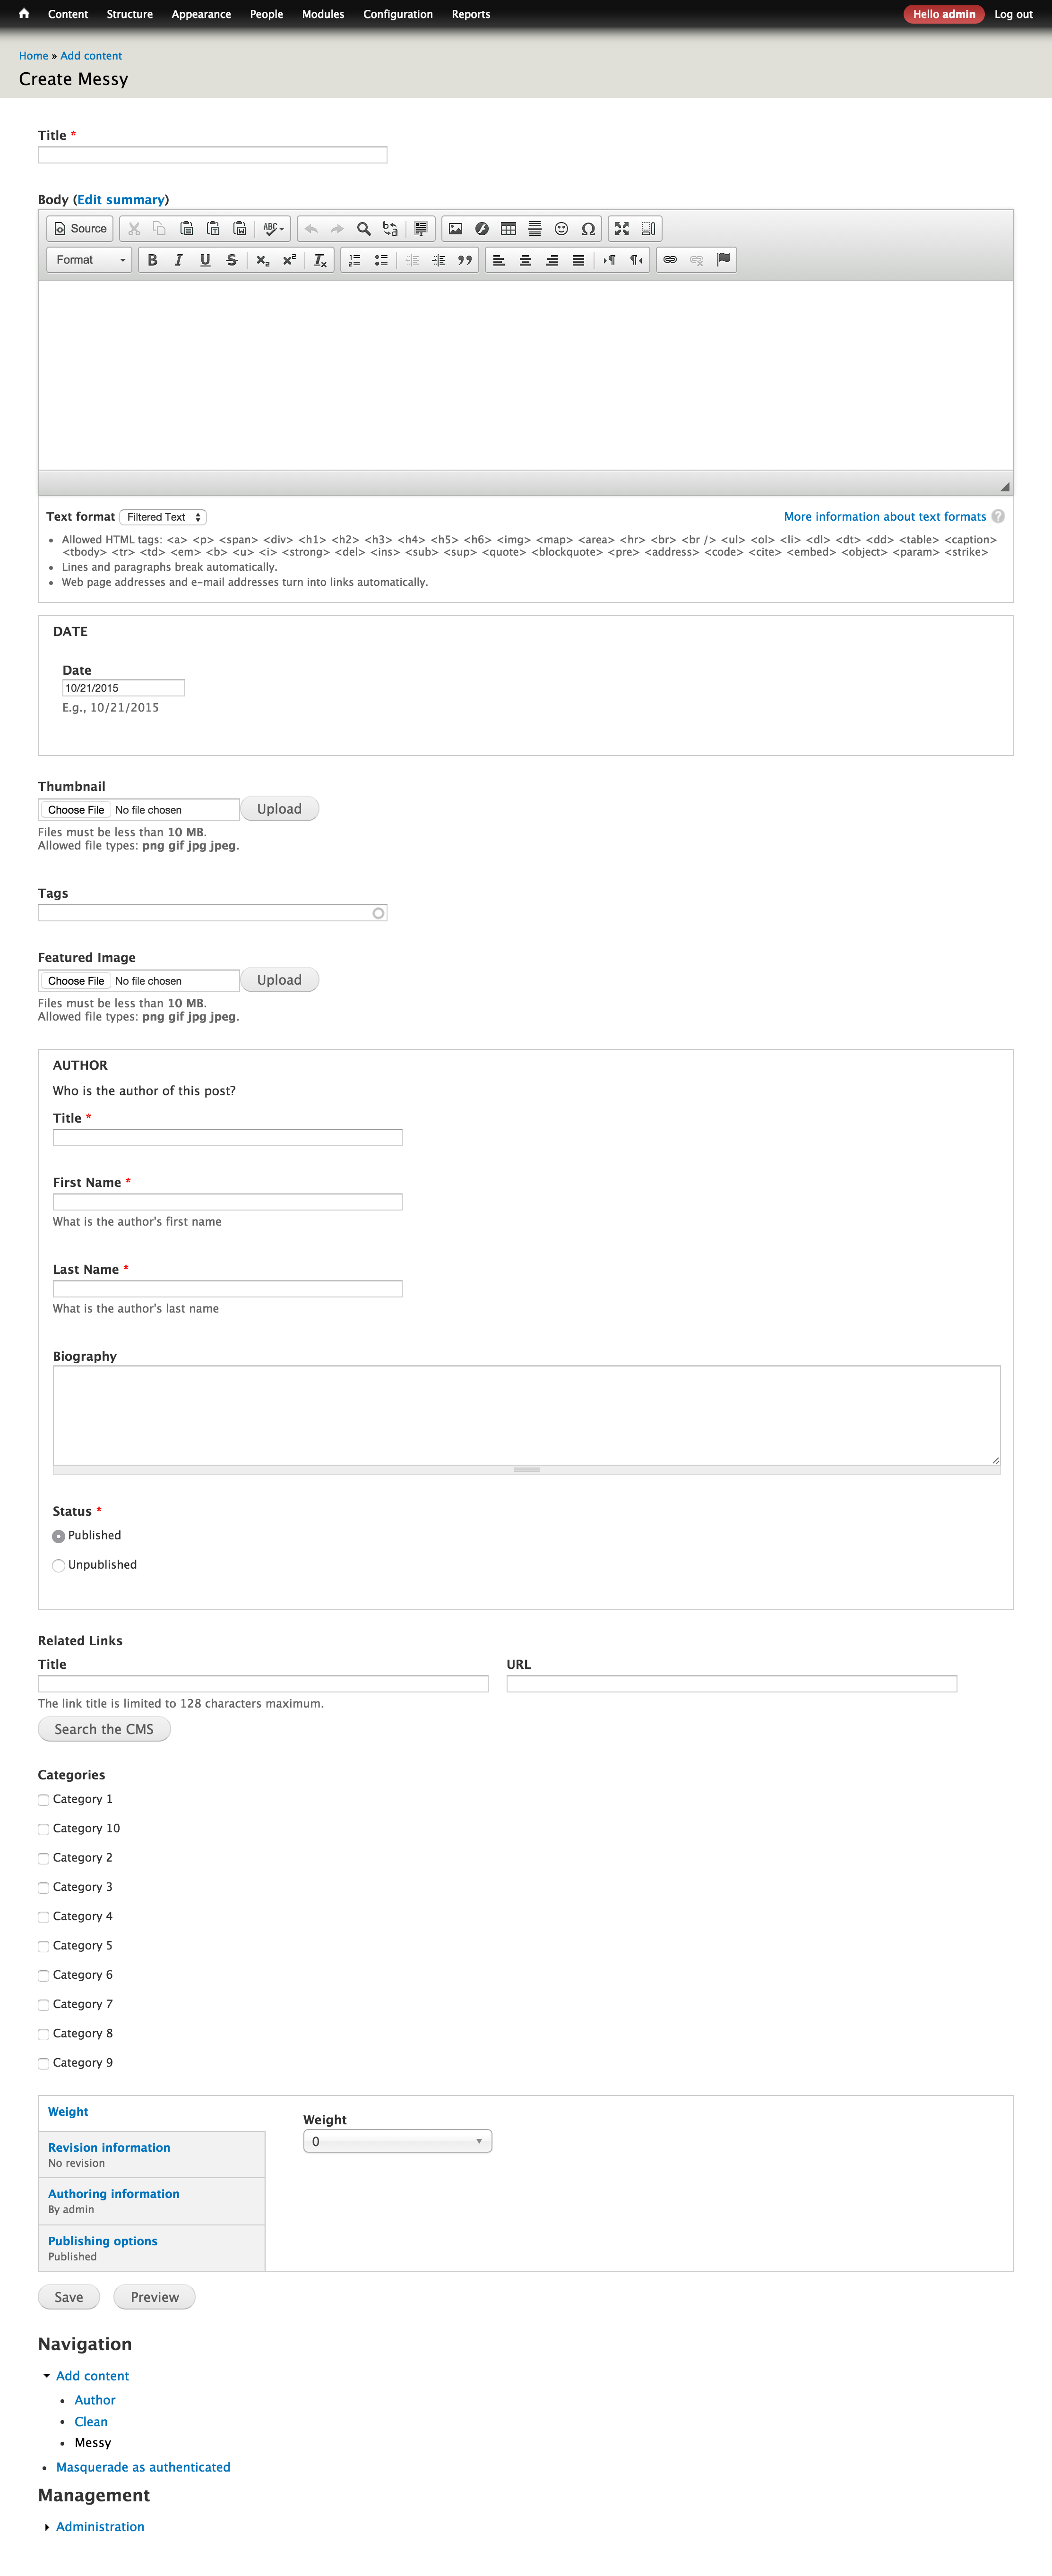 Content Structure Appearance People Modules Configuration Reports Hello admin Log out
Home » Add content
Create Messy
Title *
Body (Edit summary)
Source ABC
Format B I U S x₂ x² Tx
Text format Filtered Text More information about text formats ?
• Allowed HTML tags: <a> <p> <span> <div> <h1> <h2> <h3> <h4> <h5> <h6> <img> <map> <area> <hr> <br> <br /> <ul> <ol> <li> <dl> <dt> <dd> <table> <caption>
<tbody> <tr> <td> <em> <b> <u> <i> <strong> <del> <ins> <sub> <sup> <quote> <blockquote> <pre> <address> <code> <cite> <embed> <object> <param> <strike>
• Lines and paragraphs break automatically.
• Web page addresses and e-mail addresses turn into links automatically.
DATE
Date
10/21/2015
E.g., 10/21/2015
Thumbnail
Choose File No file chosen Upload
Files must be less than 10 MB.
Allowed file types: png gif jpg jpeg.
Tags
Featured Image
Choose File No file chosen Upload
Files must be less than 10 MB.
Allowed file types: png gif jpg jpeg.
AUTHOR
Who is the author of this post?
Title *
First Name *
What is the author's first name
Last Name *
What is the author's last name
Biography
Status *
Published
Unpublished
Related Links
Title URL
The link title is limited to 128 characters maximum.
Search the CMS
Categories
Category 1
Category 10
Category 2
Category 3
Category 4
Category 5
Category 6
Category 7
Category 8
Category 9
Weight
Revision information
No revision
Authoring information
By admin
Publishing options
Published
Weight
0
Save Preview
Navigation
Add content
• Author
• Clean
• Messy
• Masquerade as authenticated
Management
Administration